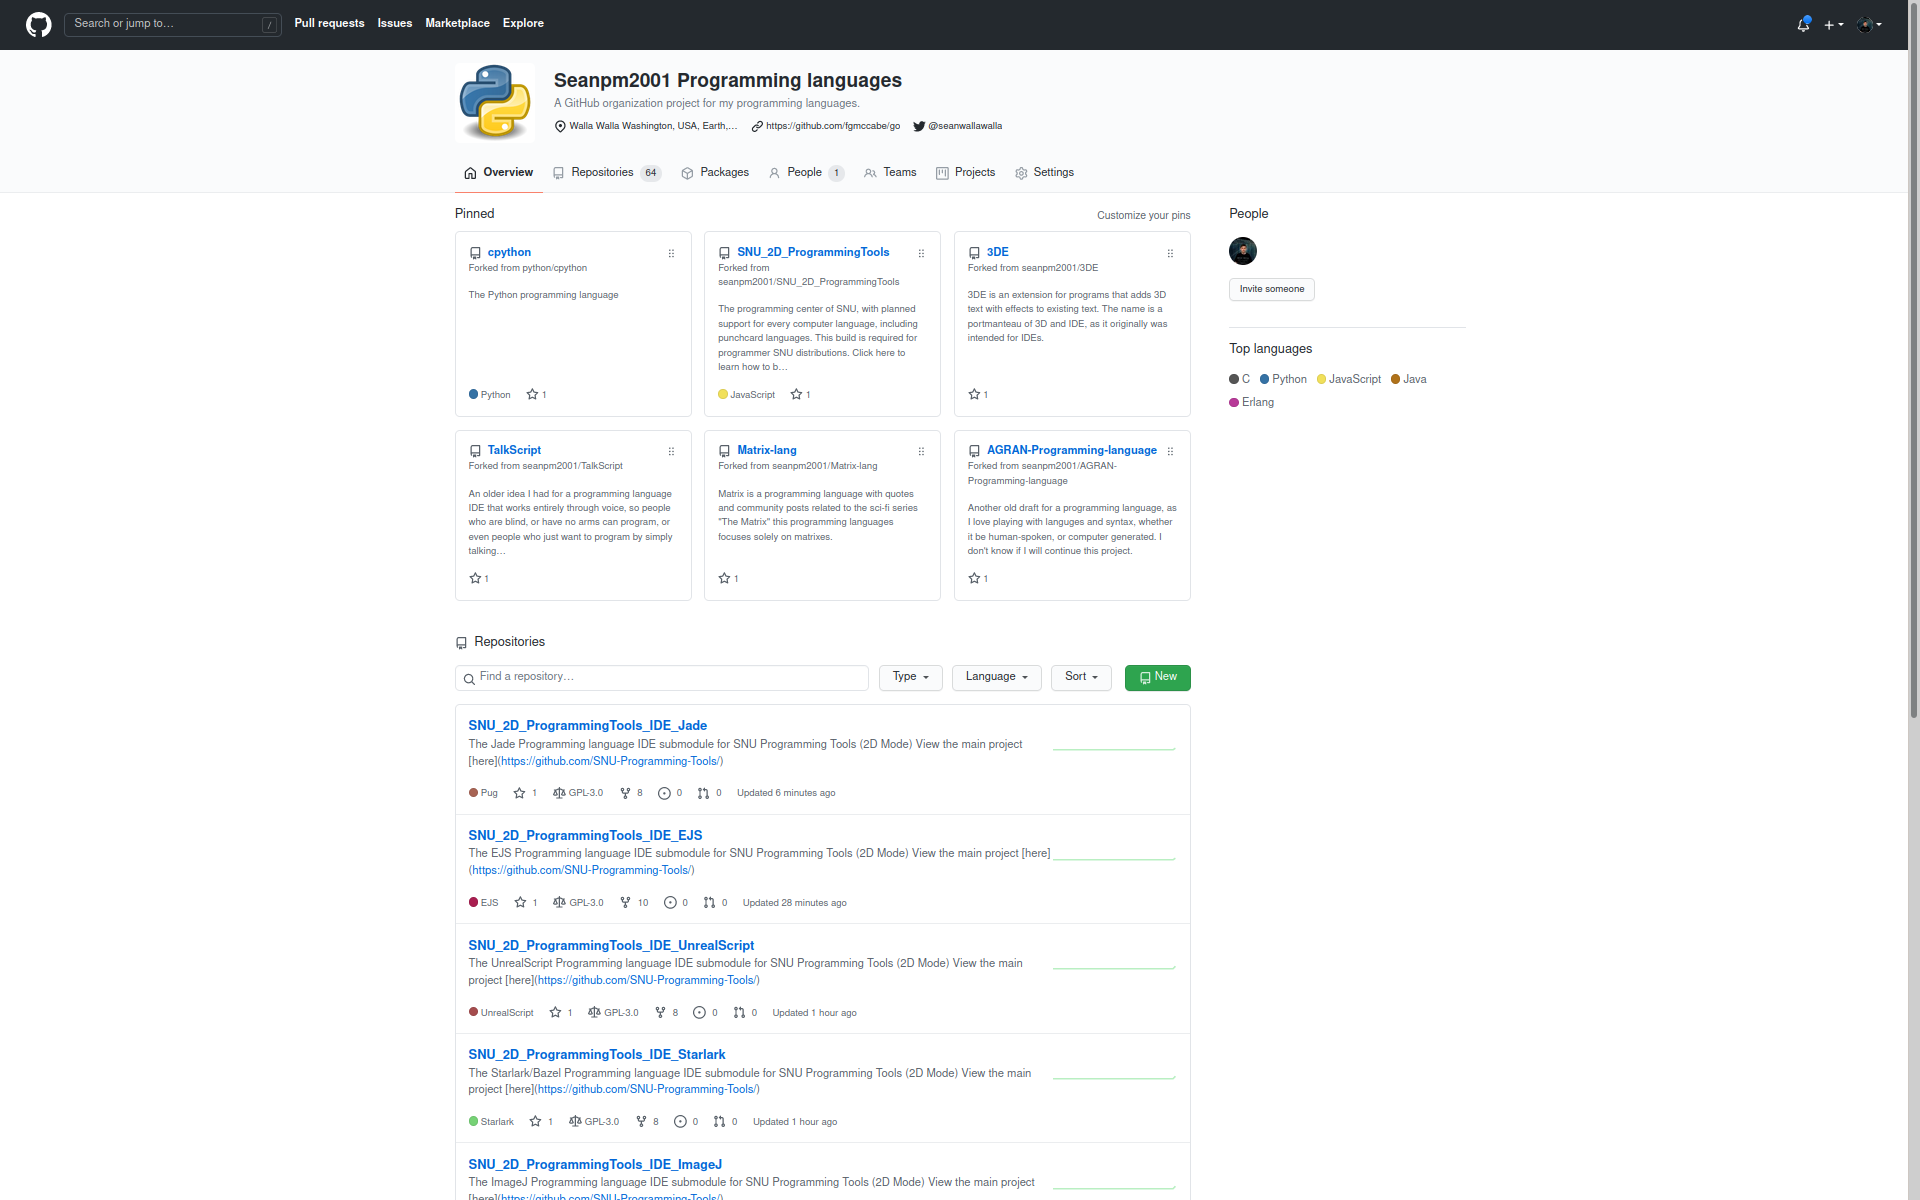 Search or jump to…
/
Pull requests
Issues
Marketplace
Explore
Seanpm2001 Programming languages
A GitHub organization project for my programming languages.
Walla Walla Washington, USA, Earth,… https://github.com/fgmccabe/go @seanwallawalla
Overview
Repositories 64
Packages
People 1
Teams
Projects
Settings
Pinned
Customize your pins
cpython
Forked from python/cpython
The Python programming language
Python 1
SNU_2D_ProgrammingTools
Forked from
seanpm2001/SNU_2D_ProgrammingTools
The programming center of SNU, with planned
support for every computer language, including
punchcard languages. This build is required for
programmer SNU distributions. Click here to
learn how to b…
JavaScript 1
3DE
Forked from seanpm2001/3DE
3DE is an extension for programs that adds 3D
text with effects to existing text. The name is a
portmanteau of 3D and IDE, as it originally was
intended for IDEs.
1
TalkScript
Forked from seanpm2001/TalkScript
An older idea I had for a programming language
IDE that works entirely through voice, so people
who are blind, or have no arms can program, or
even people who just want to program by simply
talking…
1
Matrix-lang
Forked from seanpm2001/Matrix-lang
Matrix is a programming language with quotes
and community posts related to the sci-fi series
"The Matrix" this programming languages
focuses solely on matrixes.
1
AGRAN-Programming-language
Forked from seanpm2001/AGRAN-
Programming-language
Another old draft for a programming language, as
I love playing with languges and syntax, whether
it be human-spoken, or computer generated. I
don't know if I will continue this project.
1
People
Invite someone
Top languages
C Python JavaScript Java
Erlang
Repositories
Find a repository…
Type
Language
Sort
New
SNU_2D_ProgrammingTools_IDE_Jade
The Jade Programming language IDE submodule for SNU Programming Tools (2D Mode) View the main project
[here](https://github.com/SNU-Programming-Tools/)
Pug 1 GPL-3.0 8 0 0 Updated 6 minutes ago
SNU_2D_ProgrammingTools_IDE_EJS
The EJS Programming language IDE submodule for SNU Programming Tools (2D Mode) View the main project [here]
(https://github.com/SNU-Programming-Tools/)
EJS 1 GPL-3.0 10 0 0 Updated 28 minutes ago
SNU_2D_ProgrammingTools_IDE_UnrealScript
The UnrealScript Programming language IDE submodule for SNU Programming Tools (2D Mode) View the main
project [here](https://github.com/SNU-Programming-Tools/)
UnrealScript 1 GPL-3.0 8 0 0 Updated 1 hour ago
SNU_2D_ProgrammingTools_IDE_Starlark
The Starlark/Bazel Programming language IDE submodule for SNU Programming Tools (2D Mode) View the main
project [here](https://github.com/SNU-Programming-Tools/)
Starlark 1 GPL-3.0 8 0 0 Updated 1 hour ago
SNU_2D_ProgrammingTools_IDE_ImageJ
The ImageJ Programming language IDE submodule for SNU Programming Tools (2D Mode) View the main project
[here](https://github.com/SNU-Programming-Tools/)